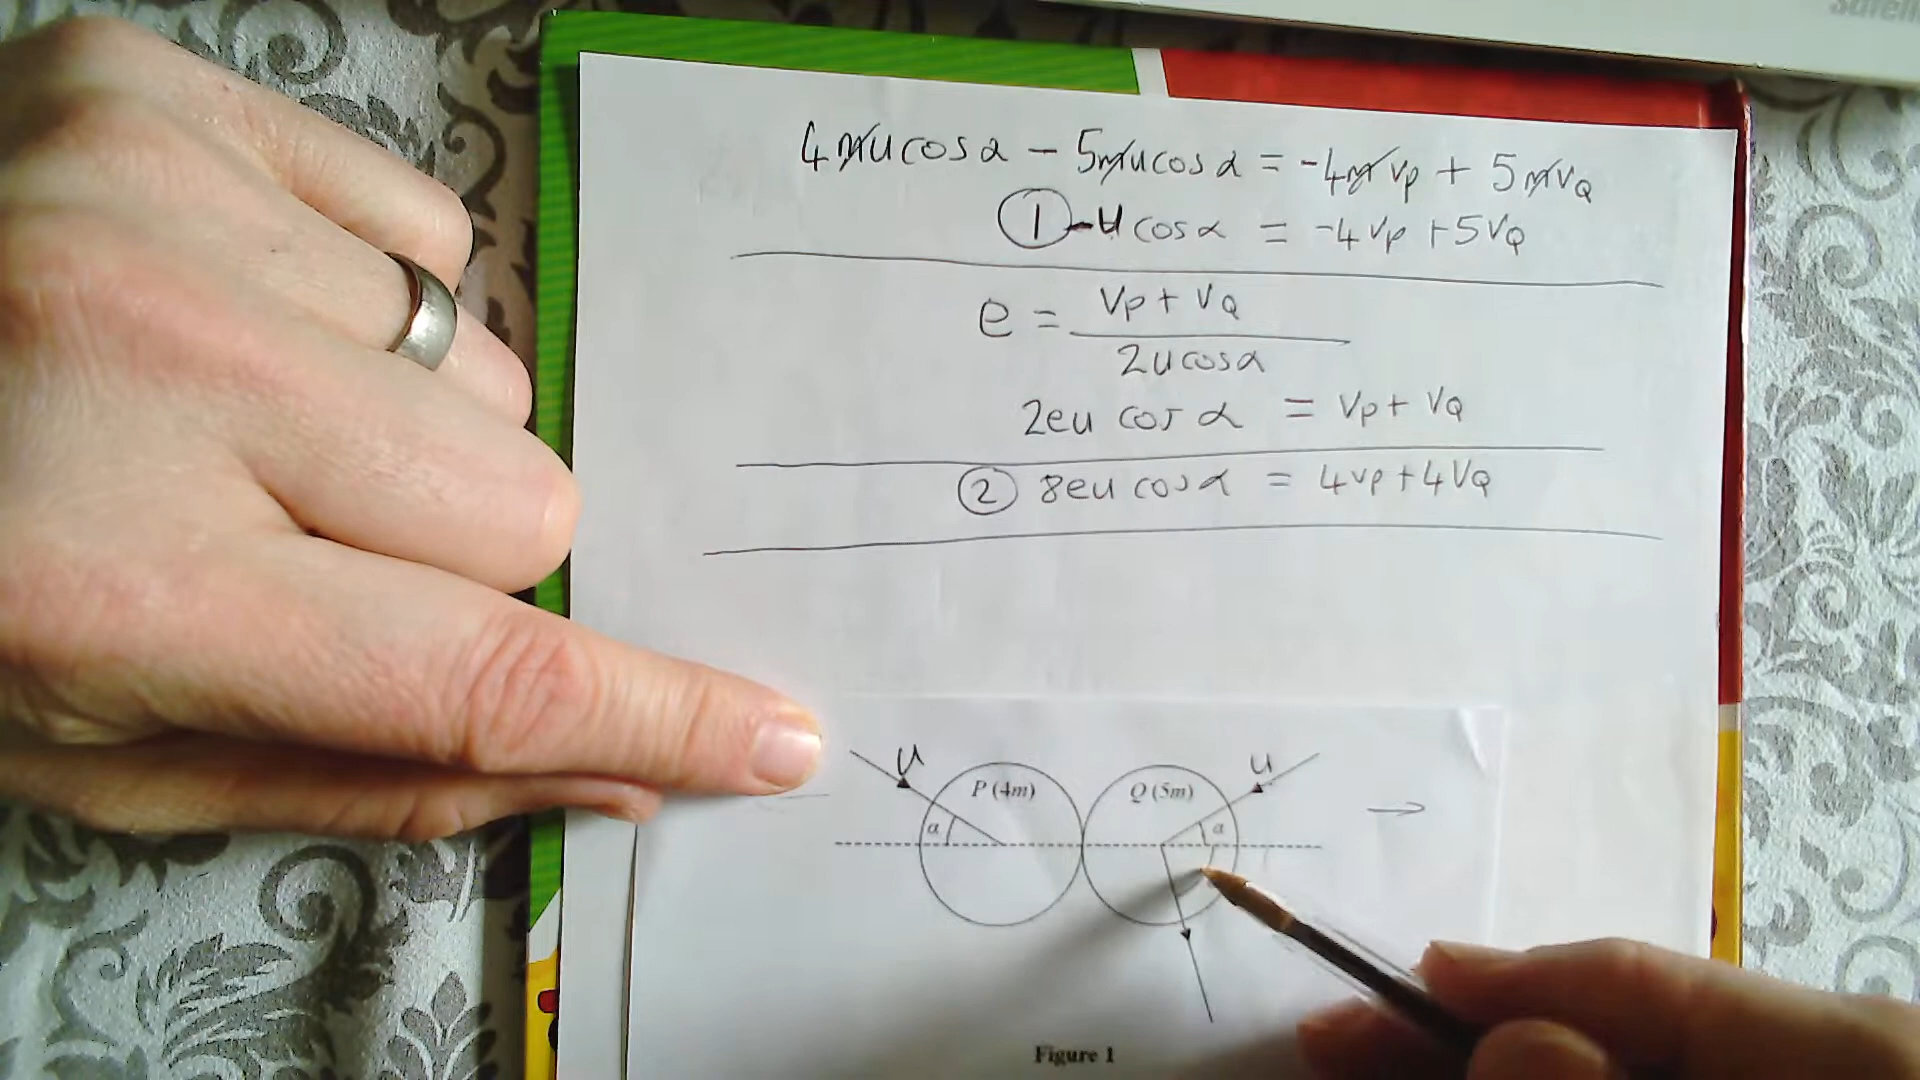 4mucosα - 5mucosα = -4mvp + 5mvQ
① -ucosα = -4vp +5vQ
e = vp + vQ / 2ucosα
2eu cosα = vp + vQ
② 8eu cosα = 4vp+4vQ
u u
P (4m) Q (5m)
α α
Figure 1